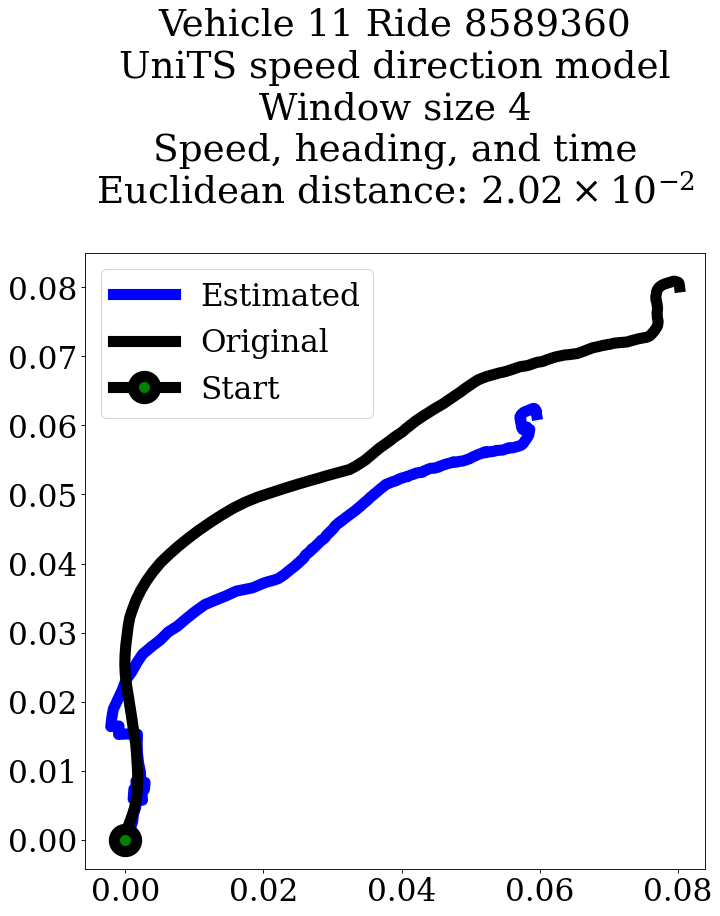 Vehicle 11 Ride 8589360
UniTS speed direction model
Window size 4
Speed, heading, and time
Euclidean distance: 2.02 × 10⁻²
Estimated
Original
Start
0.08
0.07
0.06
0.05
0.04
0.03
0.02
0.01
0.00
0.00 0.02 0.04 0.06 0.08